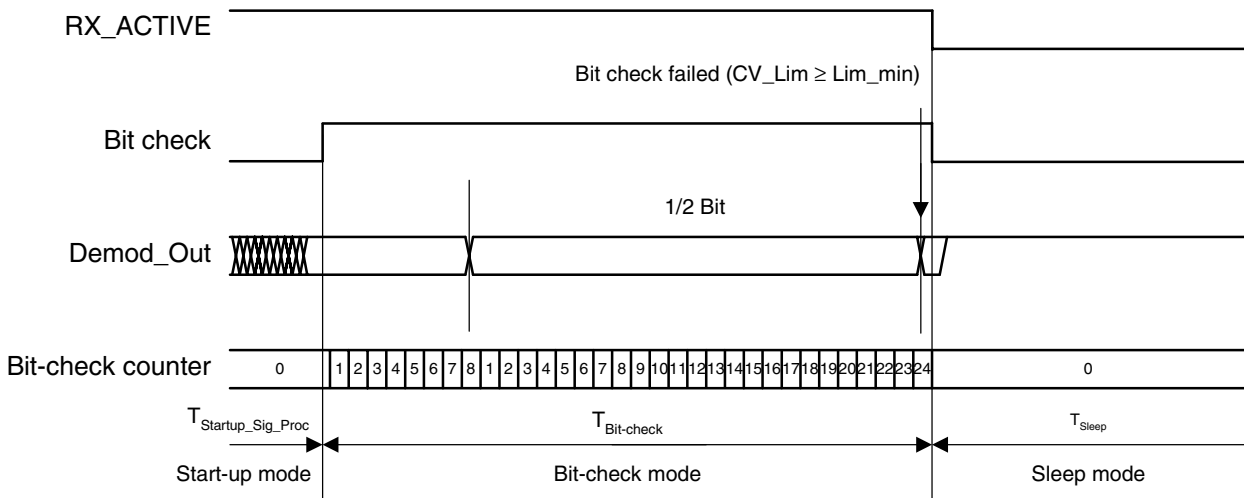 RX_ACTIVE
Bit check failed (CV_Lim ≥ Lim_min)
Bit check
1/2 Bit
Demod_Out
Bit-check counter 0 1 2 3 4 5 6 7 8 1 2 3 4 5 6 7 8 9 10 11 12 13 14 15 16 17 18 19 20 21 22 23 24 0
TStartup_Sig_Proc TBit-check TSleep
Start-up mode Bit-check mode Sleep mode